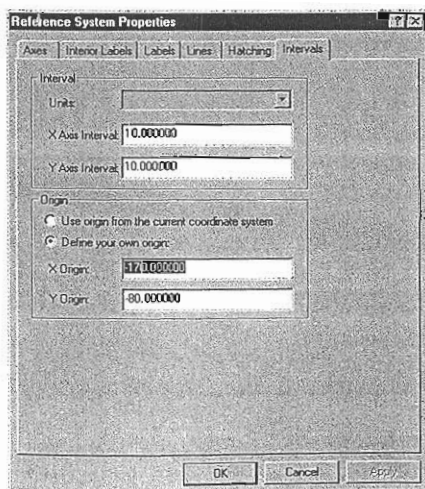 Reference System Properties
Axes Interior Labels Labels Lines Hatching Intervals
Interval
Units:
X Axis Interval: 10.000000
Y Axis Interval: 10.000000
Origin
Use origin from the current coordinate system
Define your own origin:
X Origin:
Y Origin: -80.000000
OK Cancel Apply